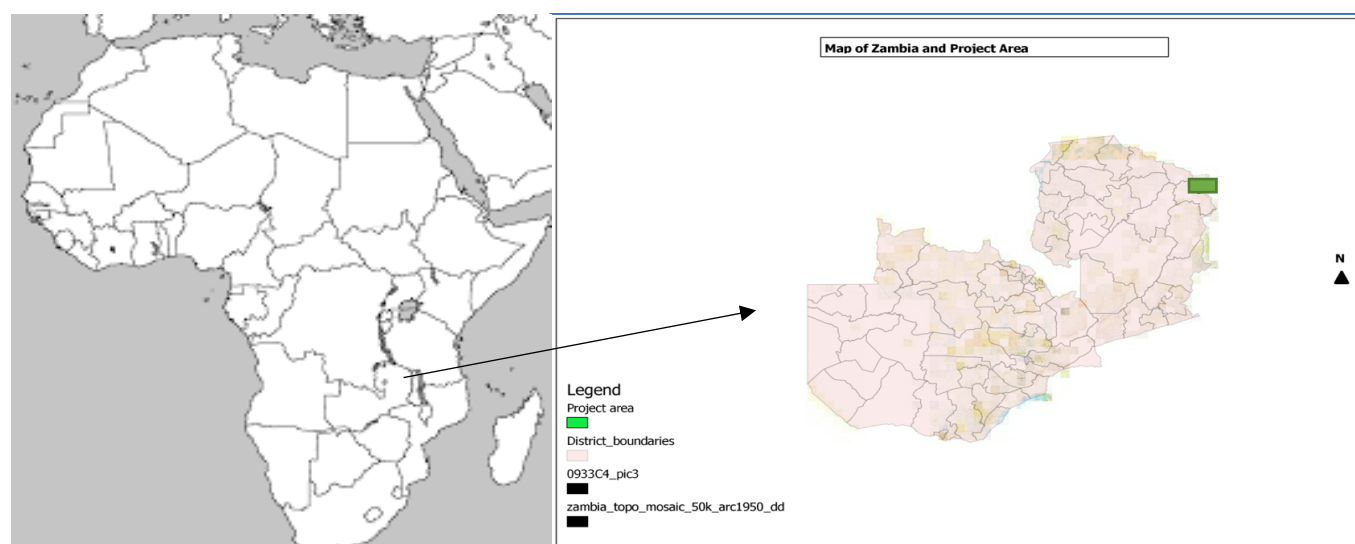 Map of Zambia and Project Area
N
Legend
Project area
District_boundaries
0933C4_pic3
zambia_topo_mosaic_50k_arc1950_dd